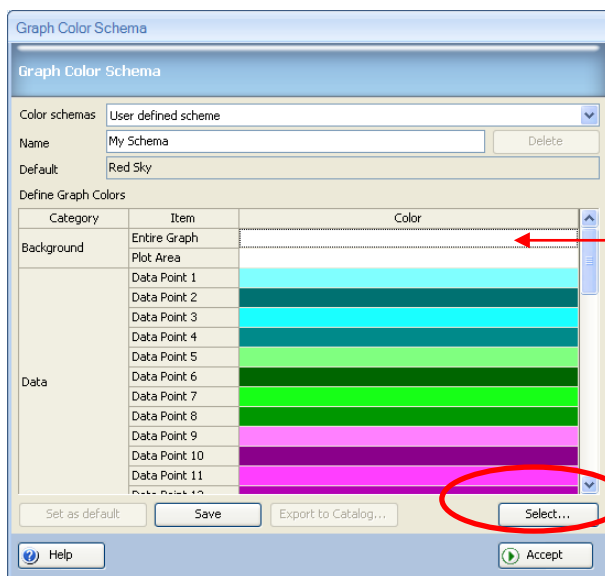 Graph Color Schema
Graph Color Schema
Color schemas User defined scheme
Name My Schema Delete
Default Red Sky
Define Graph Colors
Category Item Color
Background Entire Graph
Plot Area
Data Point 1
Data Point 2
Data Point 3
Data Point 4
Data Point 5
Data Data Point 6
Data Point 7
Data Point 8
Data Point 9
Data Point 10
Data Point 11
Data Point 12
Set as default Save Export to Catalog... Select...
Help Accept